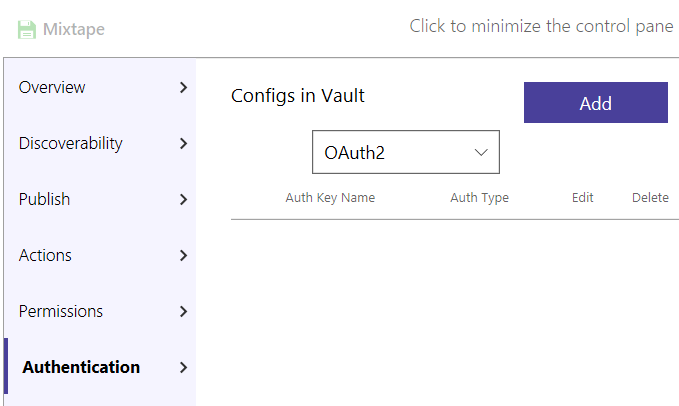 Mixtape
Click to minimize the control pane
Overview
Discoverability
Publish
Actions
Permissions
Authentication
Configs in Vault
Add
OAuth2
Auth Key Name Auth Type Edit Delete